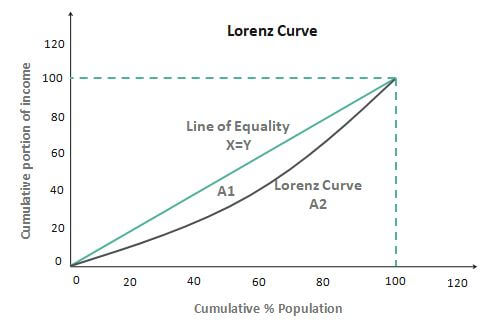 Lorenz Curve
Cumulative portion of income
120
100
80
60
40
20
0
Line of Equality
X=Y
A1
Lorenz Curve
A2
0 20 40 60 80 100 120
Cumulative % Population